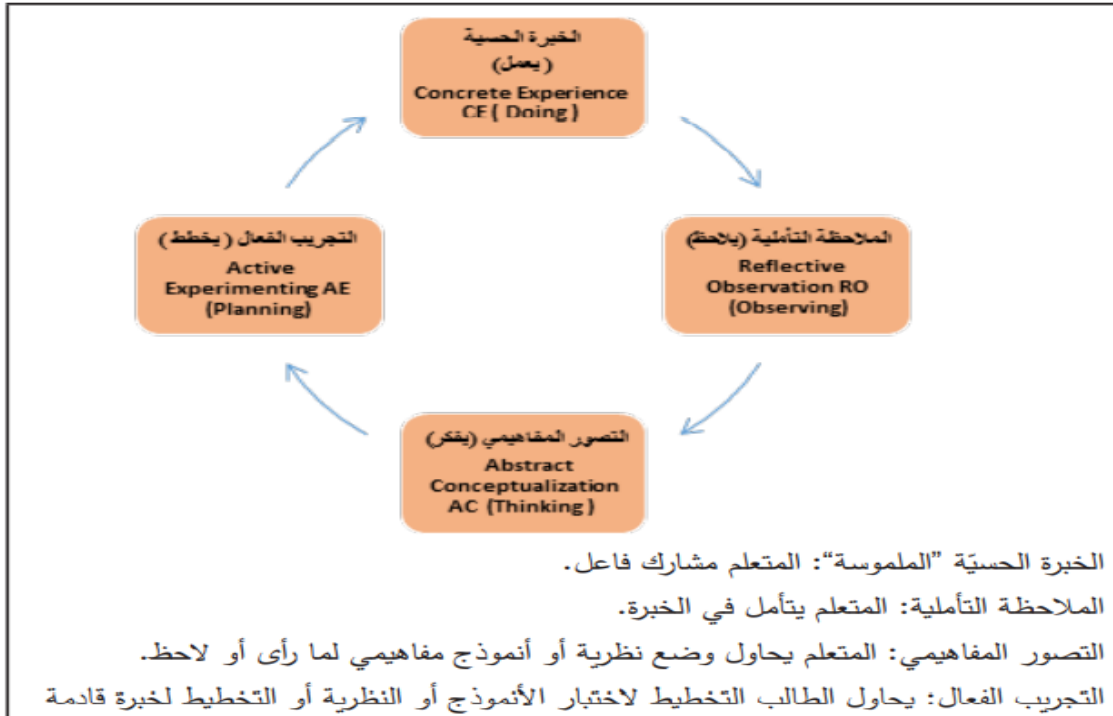 الخبرة الحسية
(يعمل)
Concrete Experience
CE ( Doing )
الملاحظة التأملية (يلاحظ)
Reflective
Observation RO
(Observing)
التصور المفاهيمي (يفكر)
Abstract
Conceptualization
AC (Thinking)
التجريب الفعال (يخطط)
Active
Experimenting AE
(Planning)
الخبرة الحسيّة "الملموسة": المتعلم مشارك فاعل.
الملاحظة التأملية: المتعلم يتأمل في الخبرة.
التصور المفاهيمي: المتعلم يحاول وضع نظرية أو أنموذج مفاهيمي لما رأى أو لاحظ.
التجريب الفعال: يحاول الطالب التخطيط لاختبار الأنموذج أو النظرية أو التخطيط لخبرة قادمة